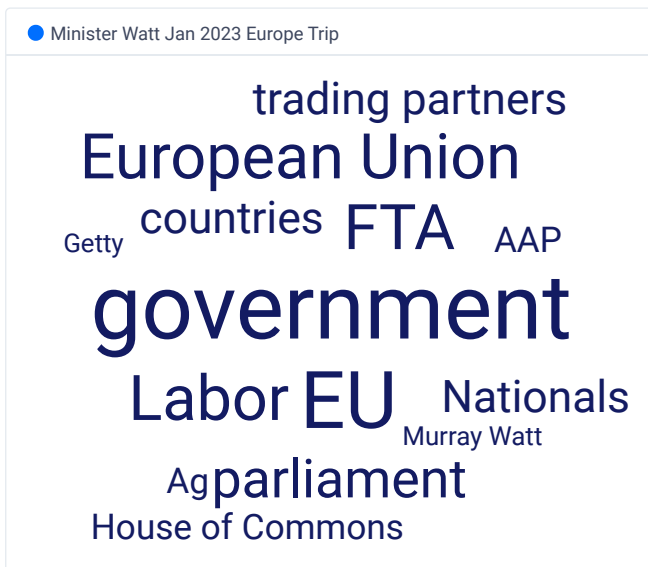 Minister Watt Jan 2023 Europe Trip
trading partners
European Union
countries FTA AAP
Getty
government
Labor EU Nationals
Murray Watt
Ag parliament
House of Commons